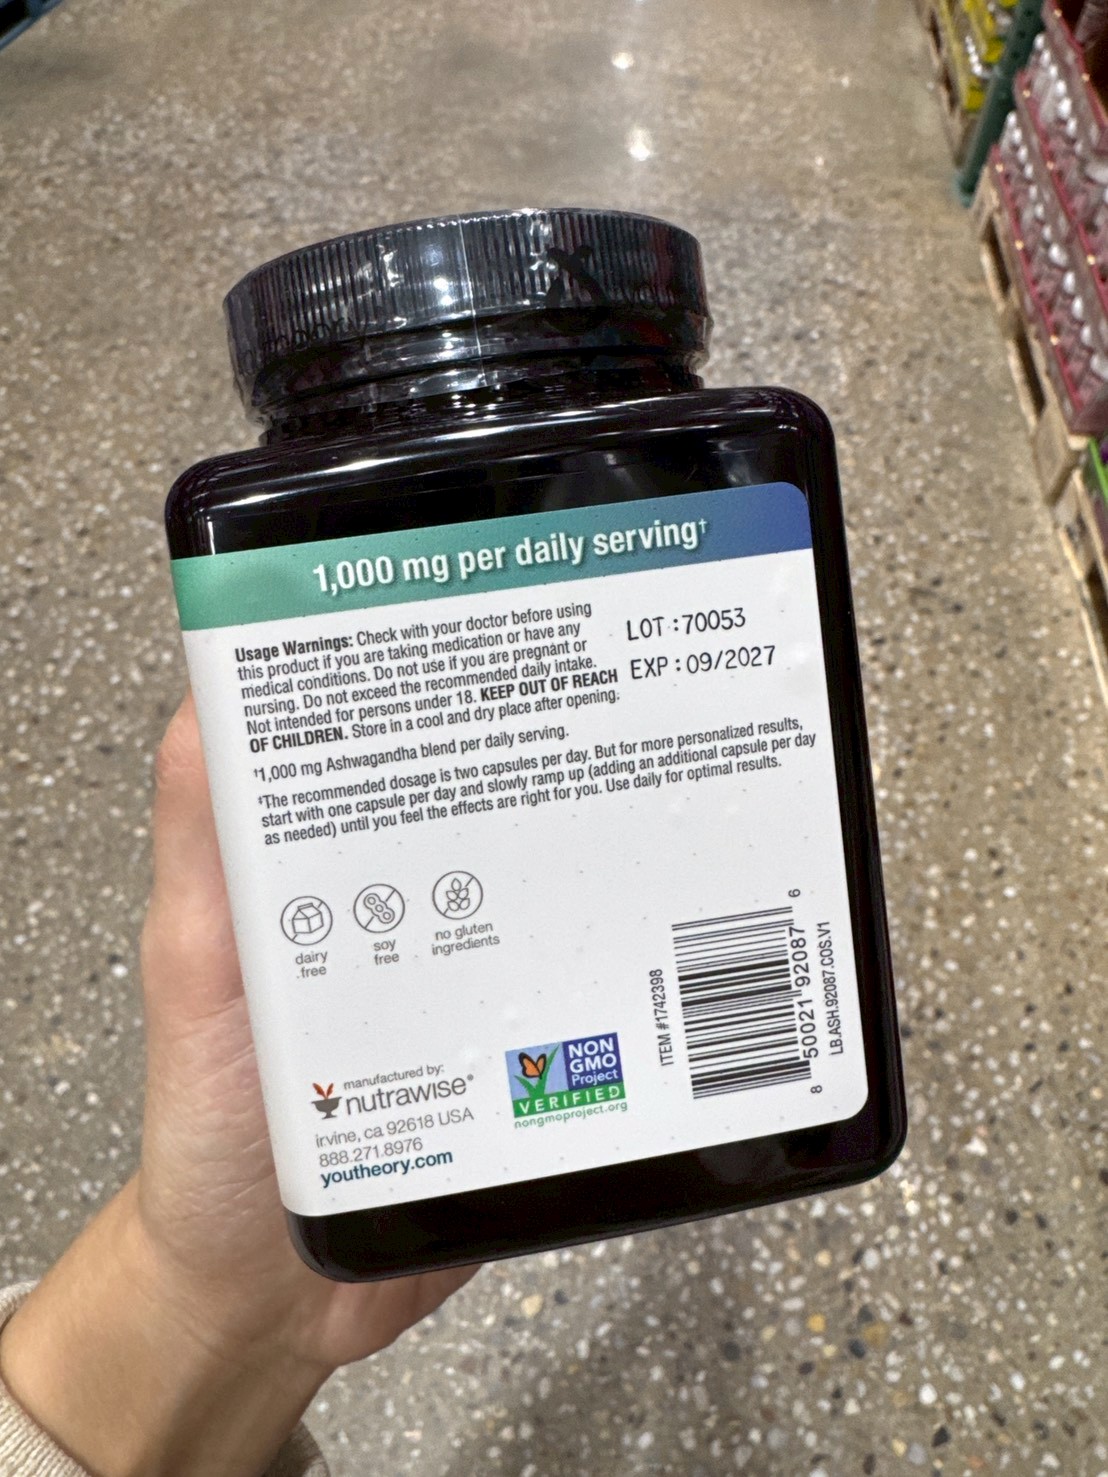 1,000 mg per daily serving†
Usage Warnings: Check with your doctor before using
this product if you are taking medication or have any
medical conditions. Do not use if you are pregnant or
nursing. Do not exceed the recommended daily intake.
Not intended for persons under 18. KEEP OUT OF REACH
OF CHILDREN. Store in a cool and dry place after opening.
LOT :70053
EXP : 09/2027
†1,000 mg Ashwagandha blend per daily serving.
‡The recommended dosage is two capsules per day. But for more personalized results,
start with one capsule per day and slowly ramp up (adding an additional capsule per day
as needed) until you feel the effects are right for you. Use daily for optimal results.
dairy
free
soy
free
no gluten
ingredients
manufactured by:
nutrawise®
irvine, ca 92618 USA
888.271.8976
youtheory.com
NON
GMO
Project
VERIFIED
nongmoproject.org
ITEM #1742398
8 50021 92087 6
LB.ASH.92087.COS.V1